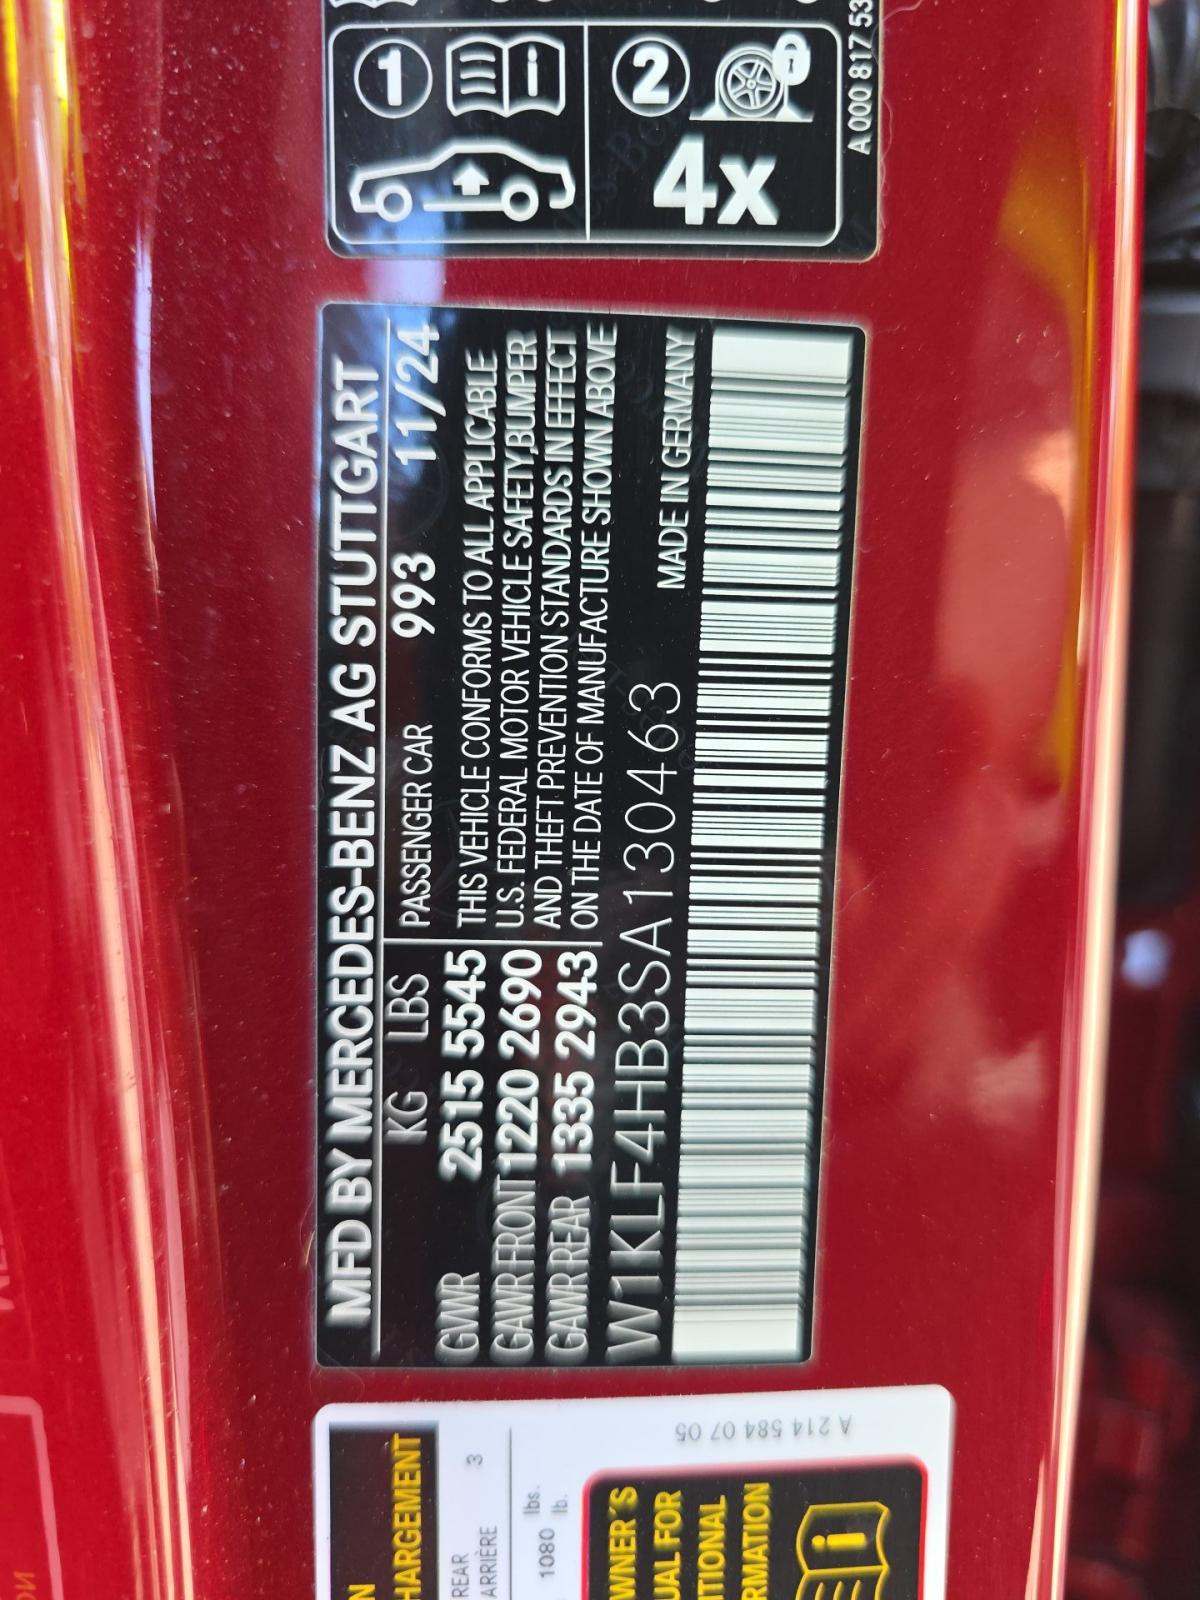 MFD BY MERCEDES-BENZ AG STUTTGART
KG LBS PASSENGER CAR 993 11/24
GVWR 2515 5545 THIS VEHICLE CONFORMS TO ALL APPLICABLE
GAWR FRONT 1220 2690 U.S. FEDERAL MOTOR VEHICLE SAFETY,BUMPER
GAWR REAR 1335 2943 AND THEFT PREVENTION STANDARDS IN EFFECT
ON THE DATE OF MANUFACTURE SHOWN ABOVE
W1KLF4HB3SA130463 MADE IN GERMANY
1
2
4x
A 000 817 53
HARGEMENT
REAR 3
ARRIÈRE
1080 lbs.
lb.
WNER'S
UAL FOR
ITIONAL
RMATION
A 214 584 07 05